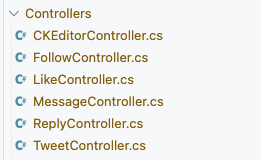 Controllers
C# CKEditorController.cs
C# FollowController.cs
C# LikeController.cs
C# MessageController.cs
C# ReplyController.cs
C# TweetController.cs